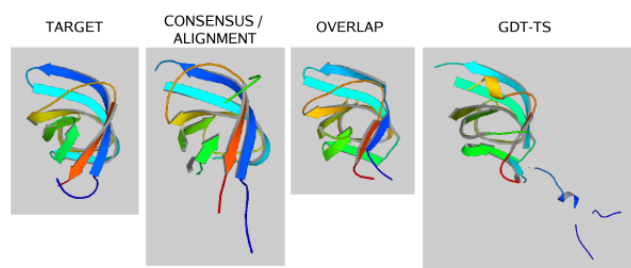 TARGET
CONSENSUS /
ALIGNMENT
OVERLAP
GDT-TS